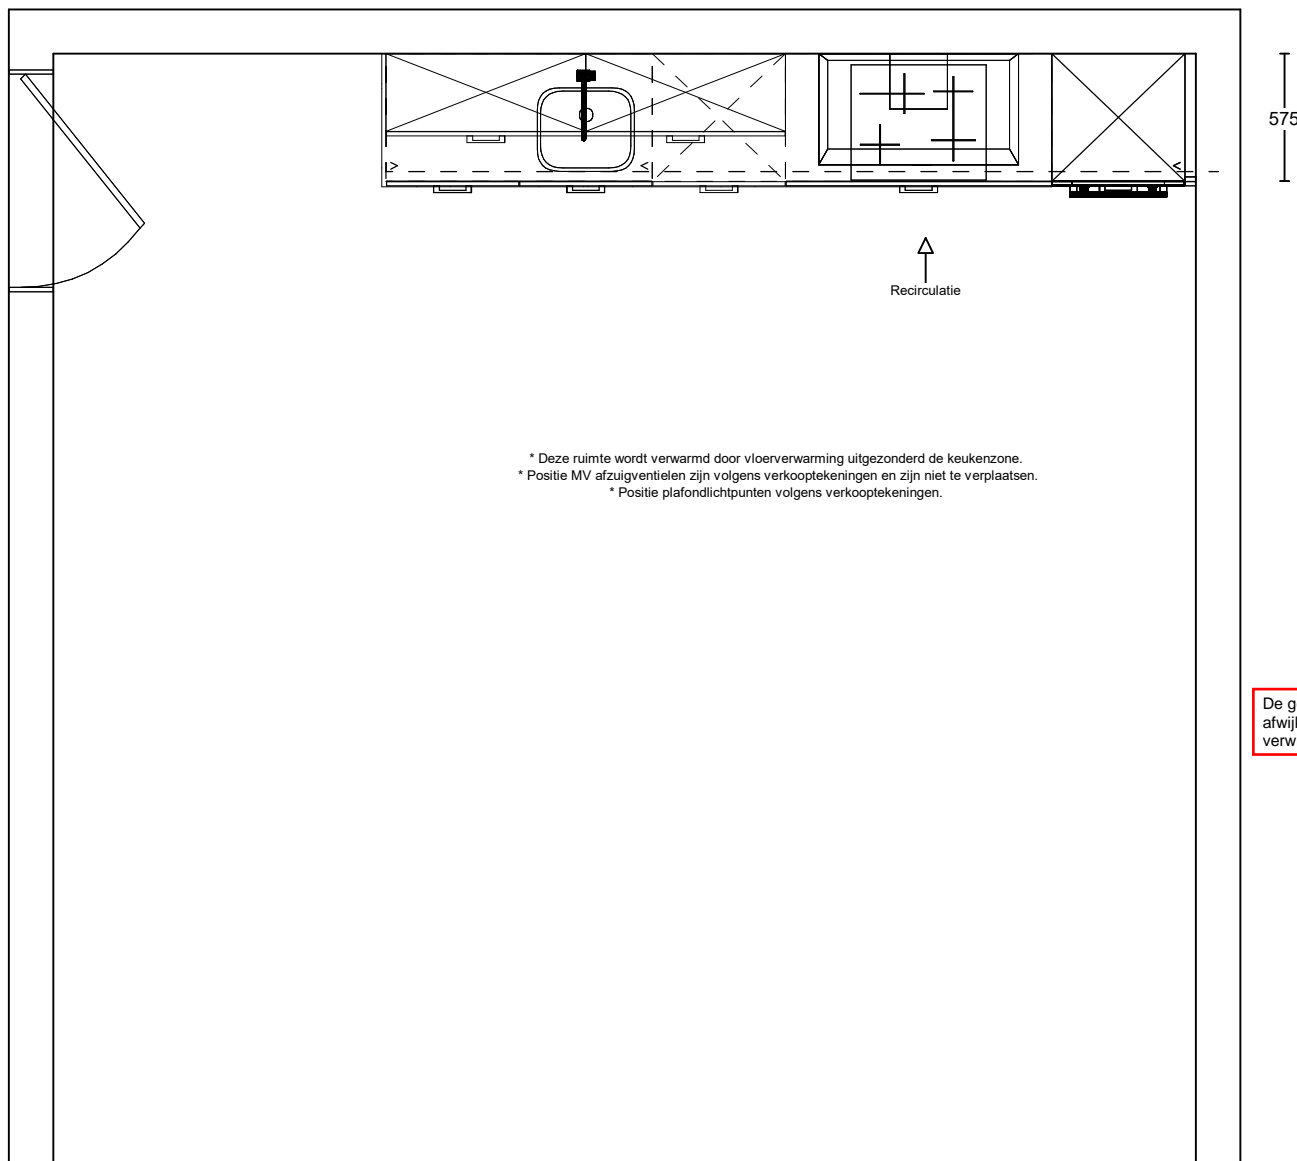 575
Recirculatie
* Deze ruimte wordt verwarmd door vloerverwarming uitgezonderd de keukenzone.
* Positie MV afzuigventielen zijn volgens verkooptekeningen en zijn niet te verplaatsen.
* Positie plafondlichtpunten volgens verkooptekeningen.
De g
afwijl
verw